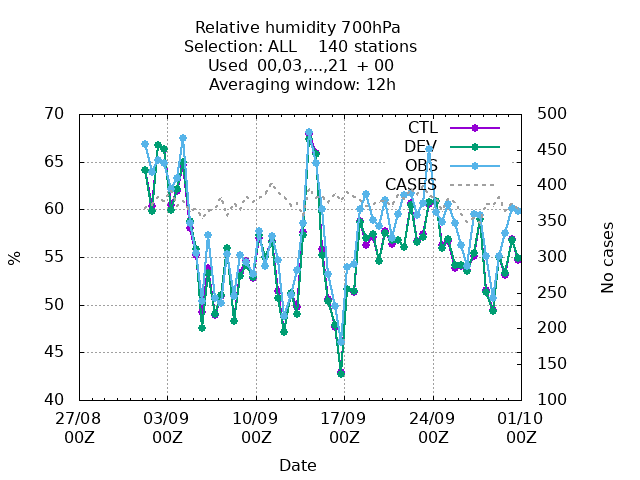 Relative humidity 700hPa
Selection: ALL    140 stations
Used  00,03,...,21  + 00
Averaging window: 12h
70 500
CTL
450
65 DEV
OBS
400
CASES
60
350
55
% 300 No cases
250
50
200
45
150
40 100
27/08 03/09 10/09 17/09 24/09 01/10
00Z 00Z 00Z 00Z 00Z 00Z
Date